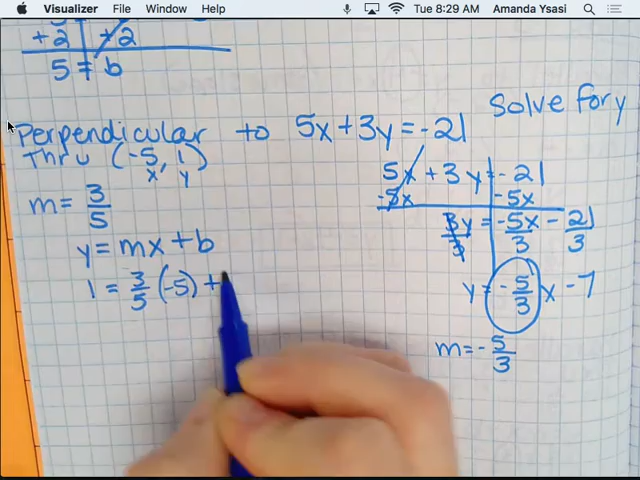 Visualizer File Window Help Tue 8:29 AM Amanda Ysasi
+2 +2
5 = b
Solve for y
Perpendicular to 5x+3y=-21
Thru (-5, 1)
x y
m= 3/5
y=mx+b
1 = 3/5 (-5) +
5x +3y=-21
-5x -5x
3y/3 = -5x/3 - 21/3
y= -5/3 x -7
m=-5/3